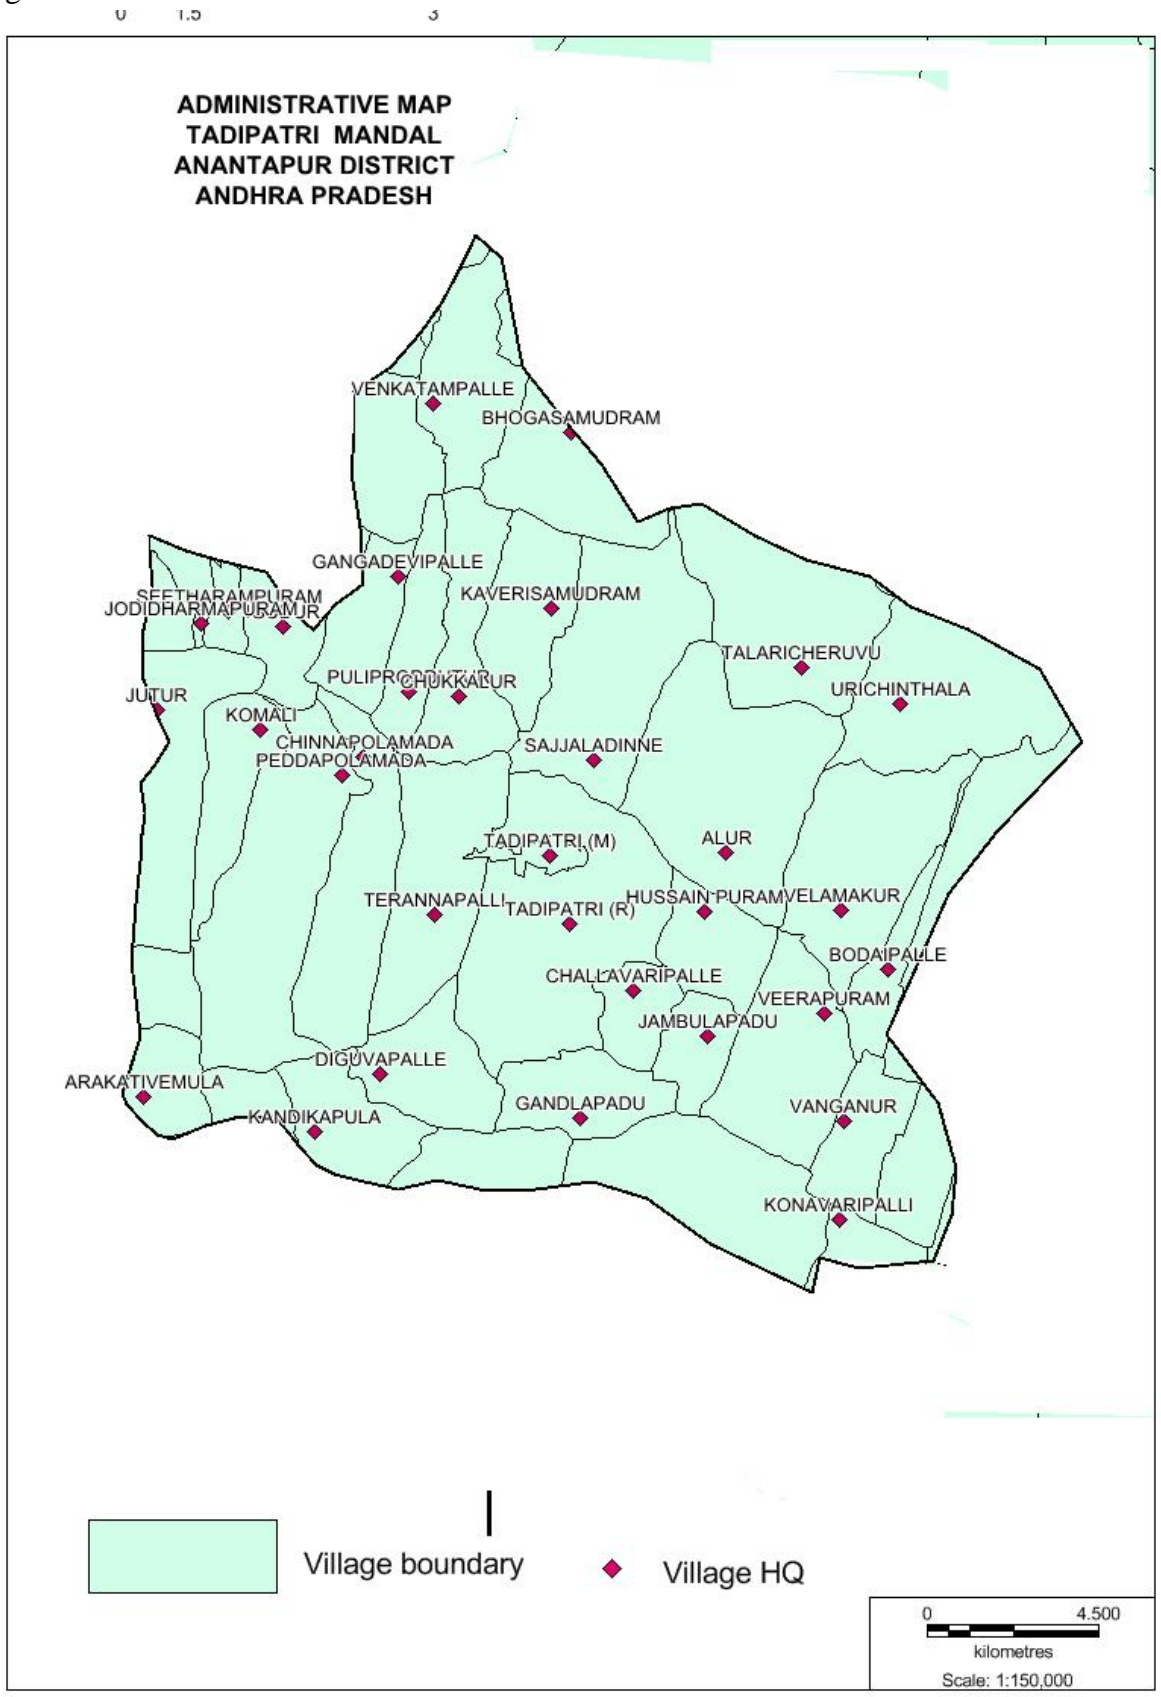 0 1.5 3
ADMINISTRATIVE MAP
TADIPATRI MANDAL
ANANTAPUR DISTRICT
ANDHRA PRADESH
VENKATAMPALLE
BHOGASAMUDRAM
GANGADEVIPALLE
KAVERISAMUDRAM
SEETHARAMPURAM
JODIDHARMAPURAM
TALARICHERUVU
CHUKKALUR
URICHINTHALA
JUTUR
KOMALI
CHINNAPOLAMADA
SAJJALADINNE
PEDDAPOLAMADA
TADIPATRI (M)
ALUR
TERANNAPALLI
TADIPATRI (R)
HUSSAIN PURAM
VELAMAKUR
BODAIPALLE
CHALLAVARIPALLE
VEERAPURAM
JAMBULAPADU
DIGUVAPALLE
ARAKATIVEMULA
GANDLAPADU
VANGANUR
KANDIKAPULA
KONAVARIPALLI
Village boundary
Village HQ
0 4.500
kilometres
Scale: 1:150,000